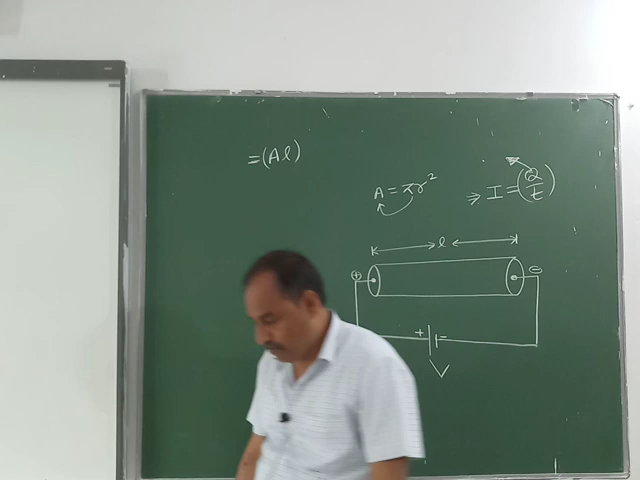 = (Al)
A = πr²
⇒ I = (Q/t)
l
⊕ ⊖
+ -
V